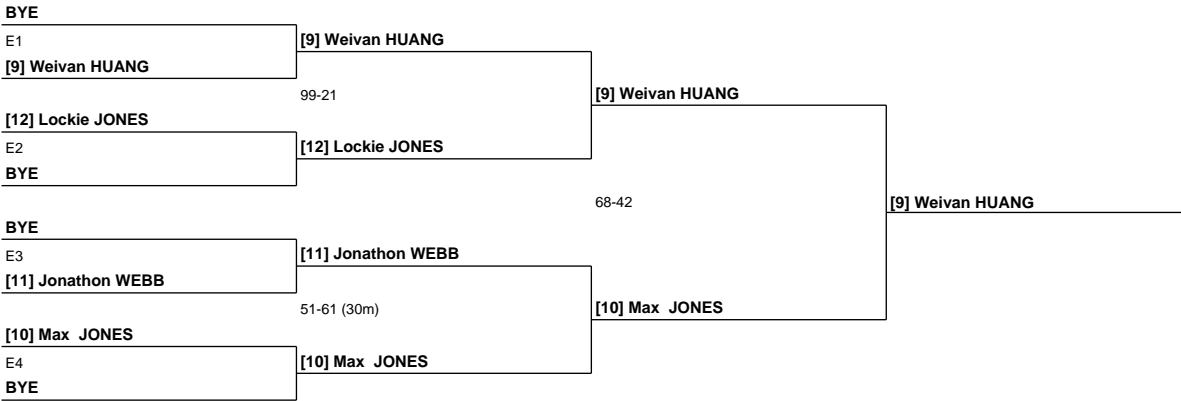 BYE
E1
[9] Weivan HUANG
[9] Weivan HUANG
99-21
[9] Weivan HUANG
[12] Lockie JONES
E2
[12] Lockie JONES
BYE
68-42
[9] Weivan HUANG
BYE
E3
[11] Jonathon WEBB
[11] Jonathon WEBB
51-61 (30m)
[10] Max  JONES
[10] Max  JONES
E4
[10] Max  JONES
BYE